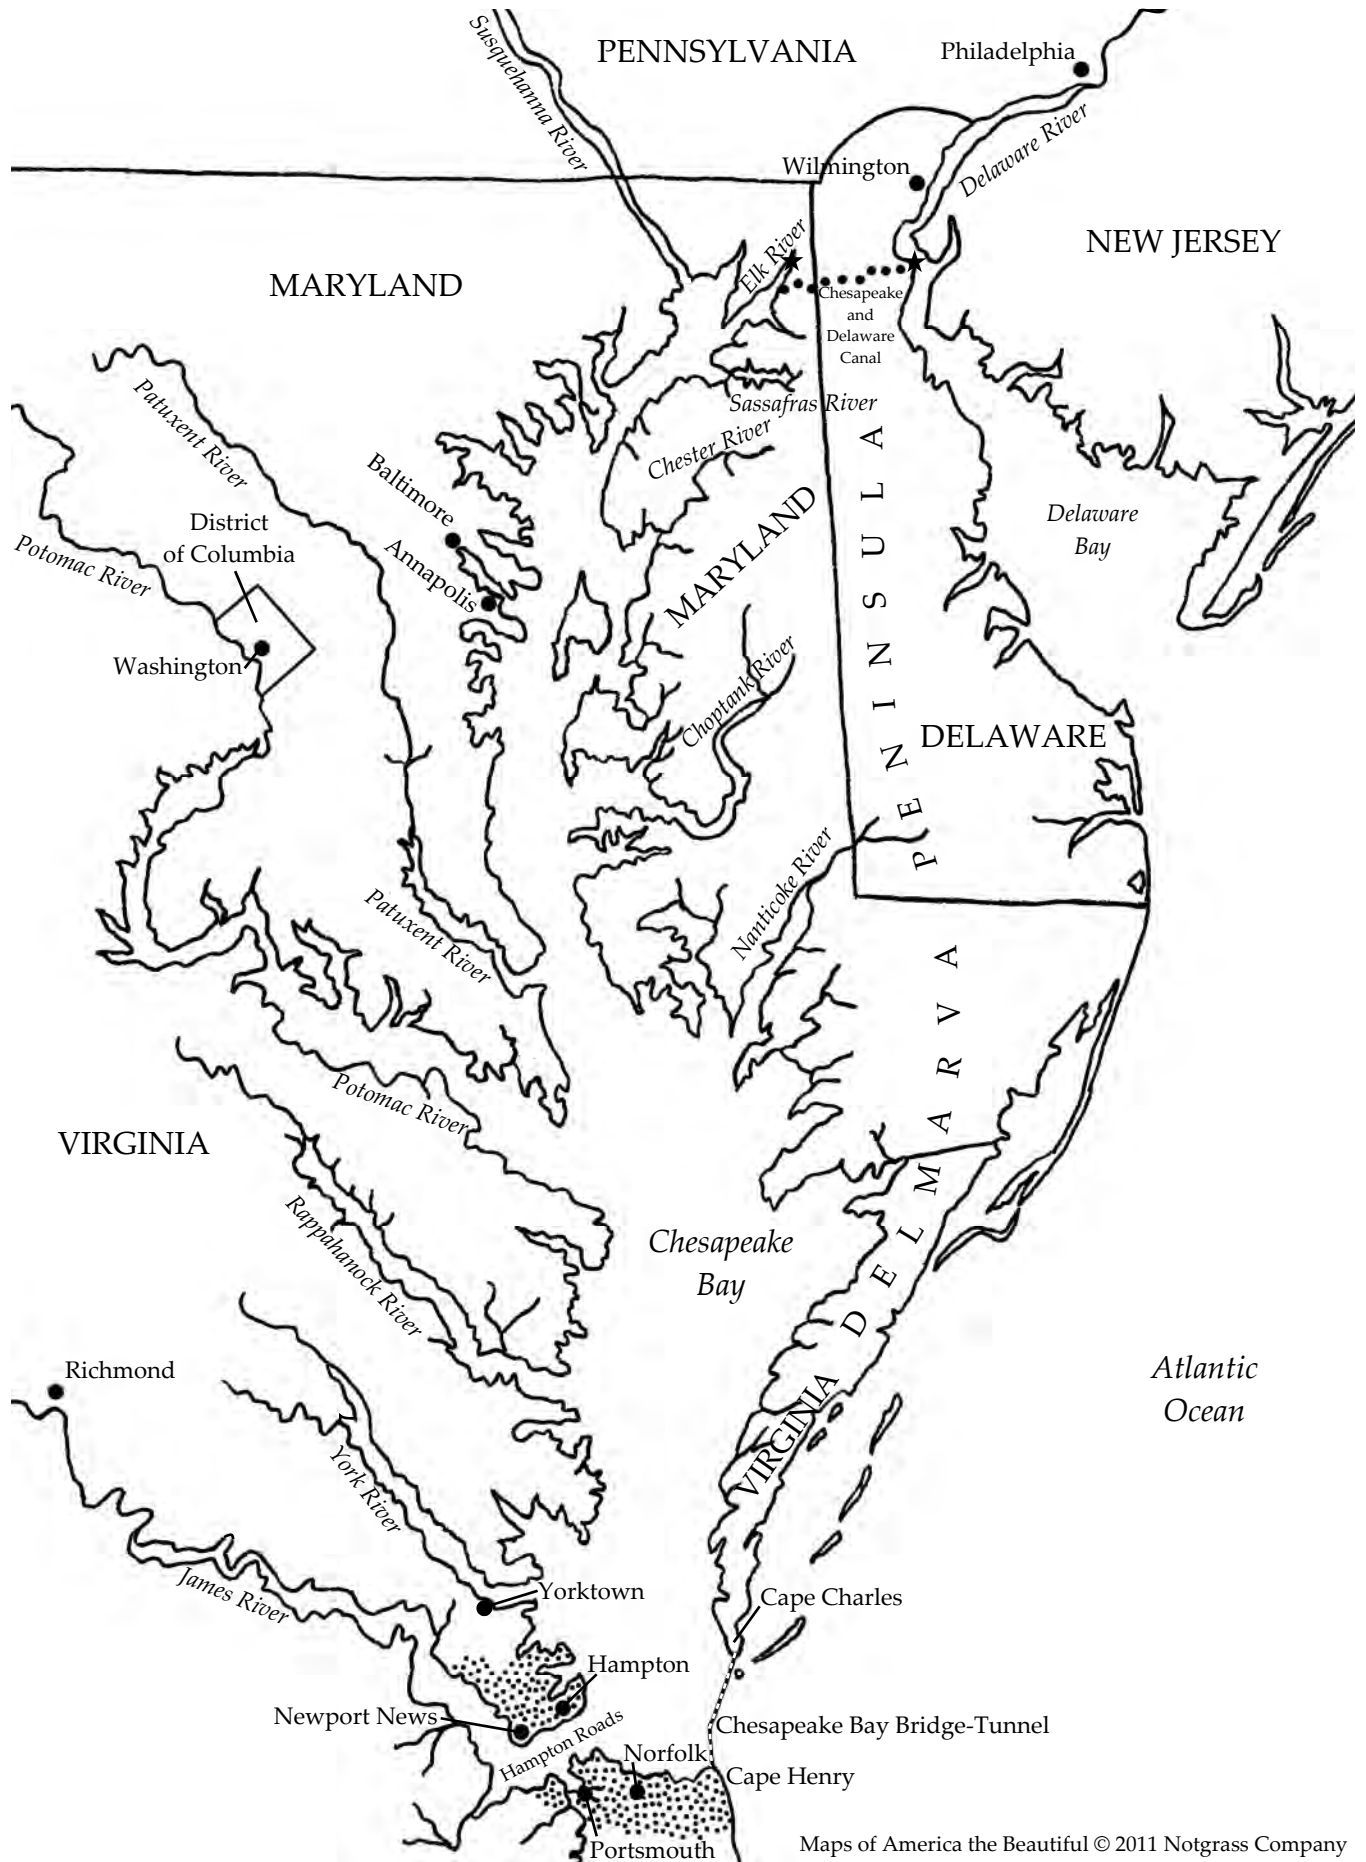 PENNSYLVANIA
Philadelphia
Susquehanna River
Delaware River
Wilmington
NEW JERSEY
MARYLAND
Elk River
Chesapeake
and
Delaware
Canal
Patuxent River
Sassafras River
Chester River
Baltimore
Delaware
Bay
District
of Columbia
Potomac River
Annapolis
MARYLAND
Washington
Choptank River
DELAWARE
Nanticoke River
Patuxent River
DELMARVA PENINSULA
Potomac River
VIRGINIA
Rappahanock River
Chesapeake
Bay
Richmond
Atlantic
Ocean
VIRGINIA
York River
James River
Yorktown
Cape Charles
Hampton
Newport News
Hampton Roads
Chesapeake Bay Bridge-Tunnel
Norfolk
Cape Henry
Portsmouth
Maps of America the Beautiful © 2011 Notgrass Company